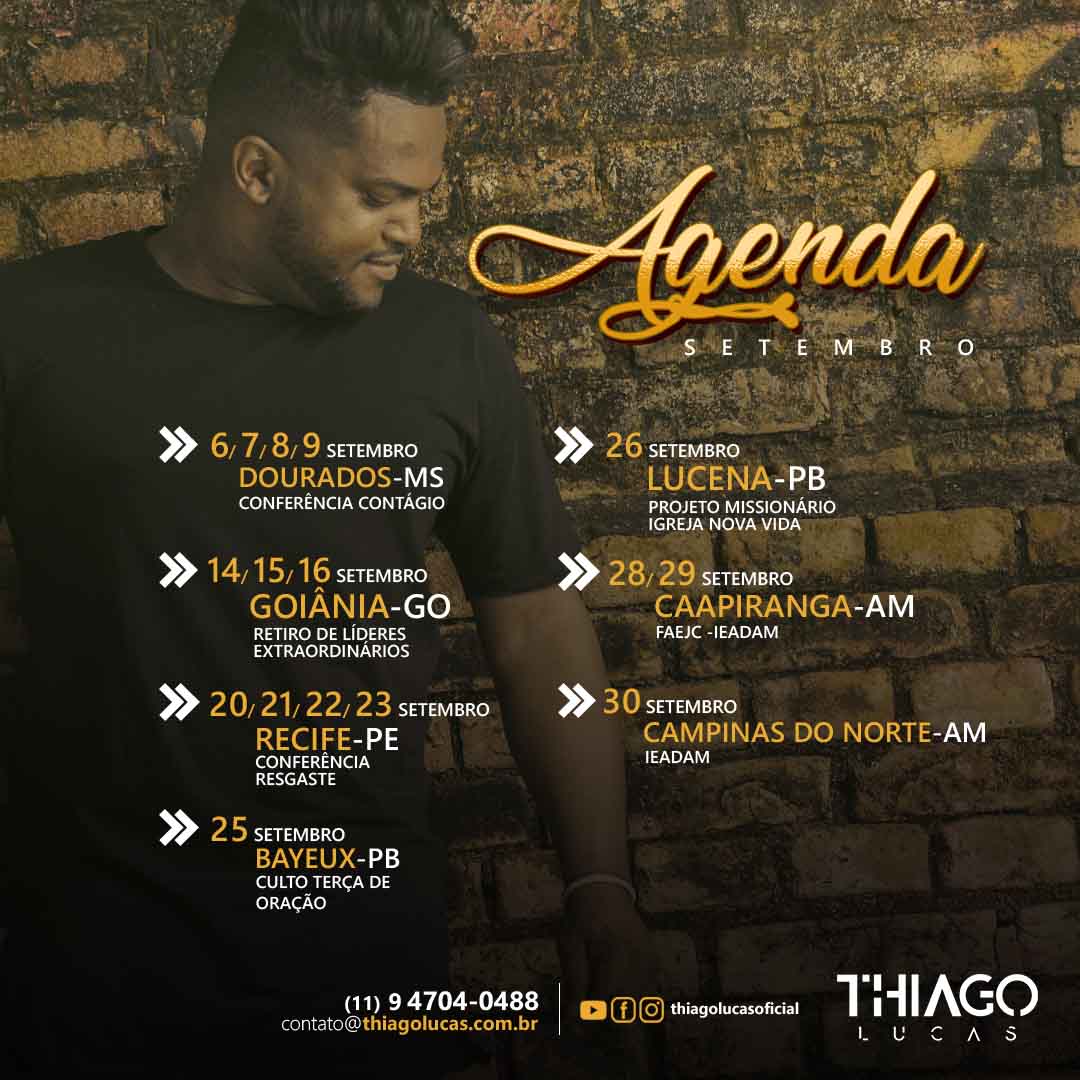 Agenda
SETEMBRO
6/7/8/9 SETEMBRO
DOURADOS-MS
CONFERÊNCIA CONTÁGIO
14/15/16 SETEMBRO
GOIÂNIA-GO
RETIRO DE LÍDERES
EXTRAORDINÁRIOS
20/21/22/23 SETEMBRO
RECIFE-PE
CONFERÊNCIA
RESGASTE
25 SETEMBRO
BAYEUX-PB
CULTO TERÇA DE
ORAÇÃO
26 SETEMBRO
LUCENA-PB
PROJETO MISSIONÁRIO
IGREJA NOVA VIDA
28/29 SETEMBRO
CAAPIRANGA-AM
FAEJC -IEADAM
30 SETEMBRO
CAMPINAS DO NORTE-AM
IEADAM
(11) 9 4704-0488
contato@thiagolucas.com.br
thiagolucasoficial
THIAGO
LUCAS